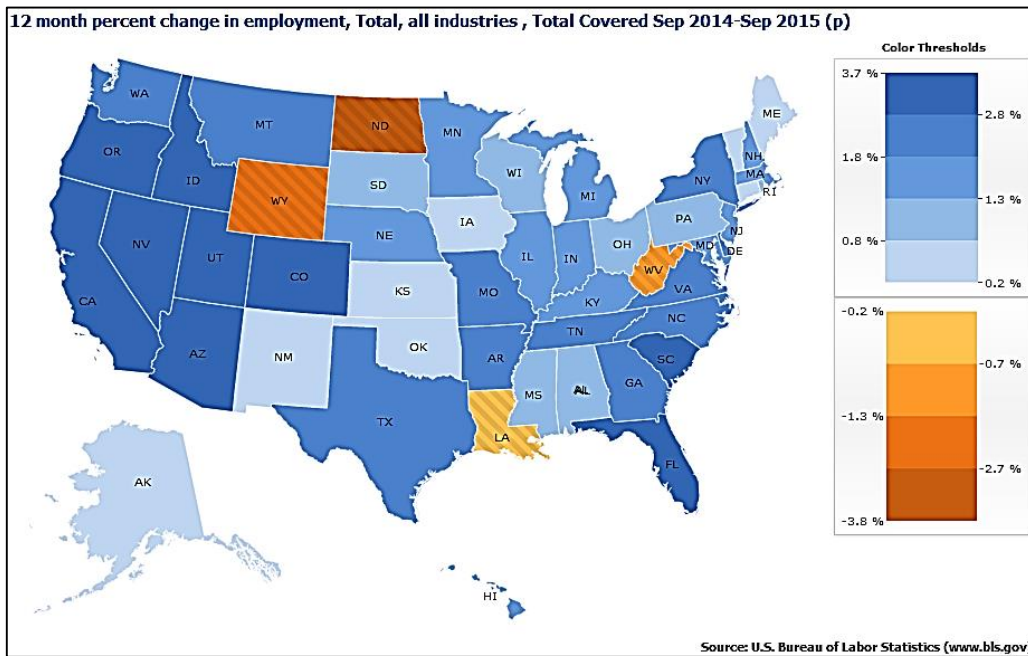 12 month percent change in employment, Total, all industries , Total Covered Sep 2014-Sep 2015 (p)
Color Thresholds
3.7 %
2.8 %
1.8 %
1.3 %
0.8 %
0.2 %
-0.2 %
-0.7%
-1.3 %
-2.7 %
-3.8 %
WA
MT
ND
MN
ME
OR
ID
WY
SD
WI
MI
NY
NH
MA
RI
NV
UT
CO
NE
IA
IL
IN
OH
PA
NJ
MD
DE
CA
KS
MO
KY
WV
VA
AZ
NM
OK
AR
TN
NC
SC
TX
LA
MS
AL
GA
FL
AK
HI
Source: U.S. Bureau of Labor Statistics (www.bls.gov)